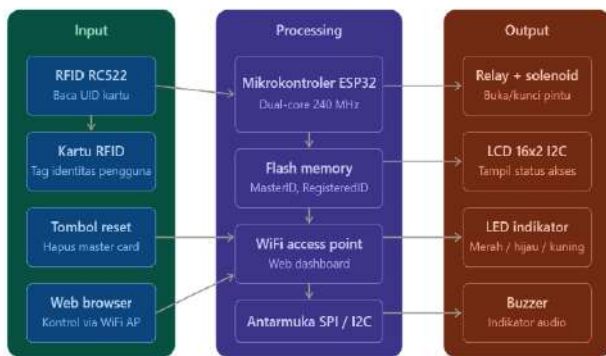 Input
RFID RC522
Baca UID kartu
Kartu RFID
Tag identitas pengguna
Tombol reset
Hapus master card
Web browser
Kontrol via WiFi AP
Processing
Mikrokontroler ESP32
Dual-core 240 MHz
Flash memory
MasterID, RegisteredID
WiFi access point
Web dashboard
Antarmuka SPI / I2C
Output
Relay + solenoid
Buka/kunci pintu
LCD 16x2 I2C
Tampil status akses
LED indikator
Merah / hijau / kuning
Buzzer
Indikator audio